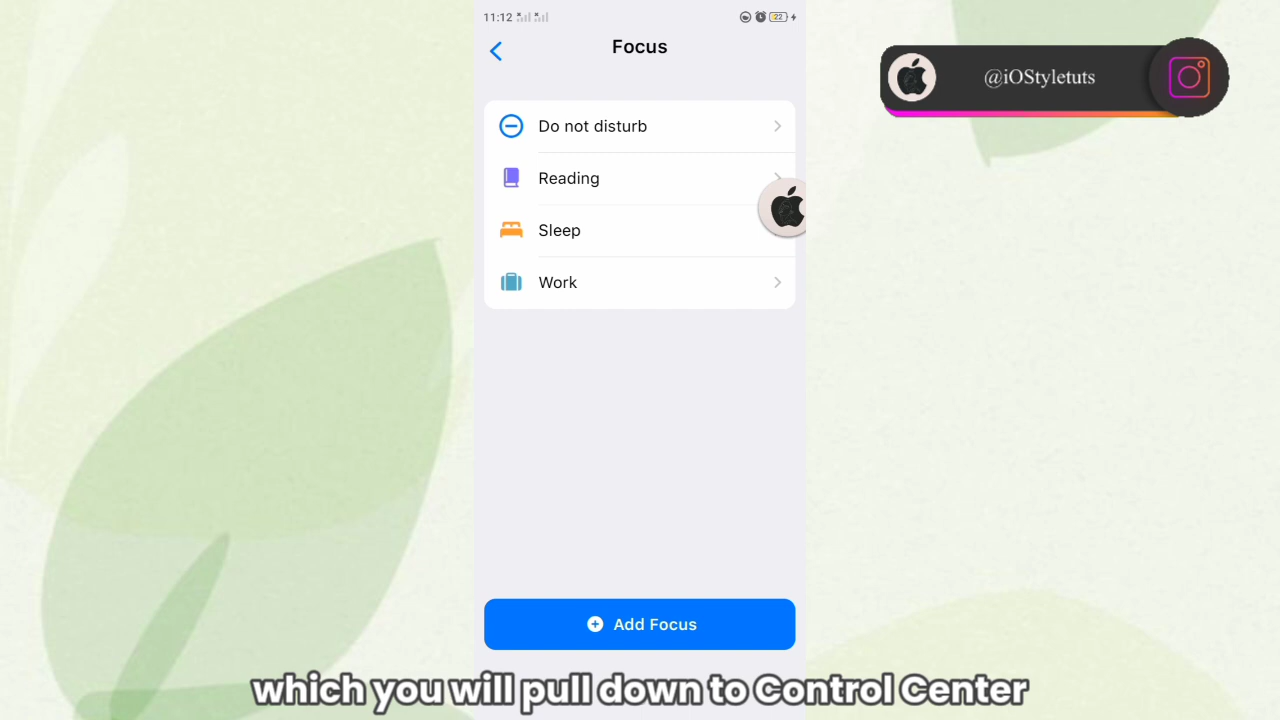 11:12
22
Focus
@iOStyletuts
Do not disturb
Reading
Sleep
Work
Add Focus
which you will pull down to Control Center